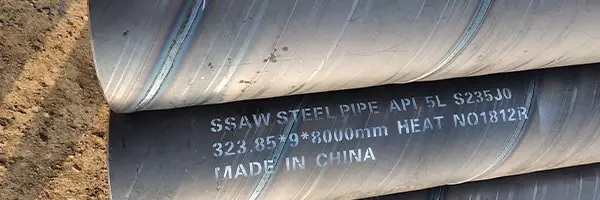 SSAW STEEL PIPE API 5L S235J0
323.85*9*8000mm HEAT NO1812R
MADE IN CHINA